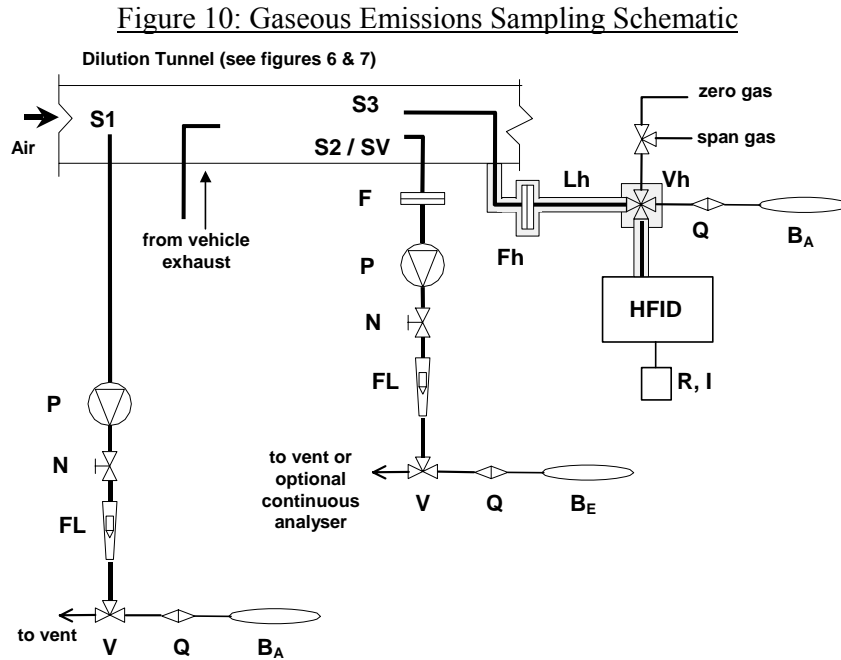 Figure 10: Gaseous Emissions Sampling Schematic
Dilution Tunnel (see figures 6 & 7)
Air
S1
S3
S2 / SV
zero gas
span gas
from vehicle
exhaust
F
Lh
Vh
Fh
Q
BA
P
N
FL
HFID
R, I
P
N
FL
to vent or
optional
continuous
analyser
V
Q
BE
to vent
V
Q
BA